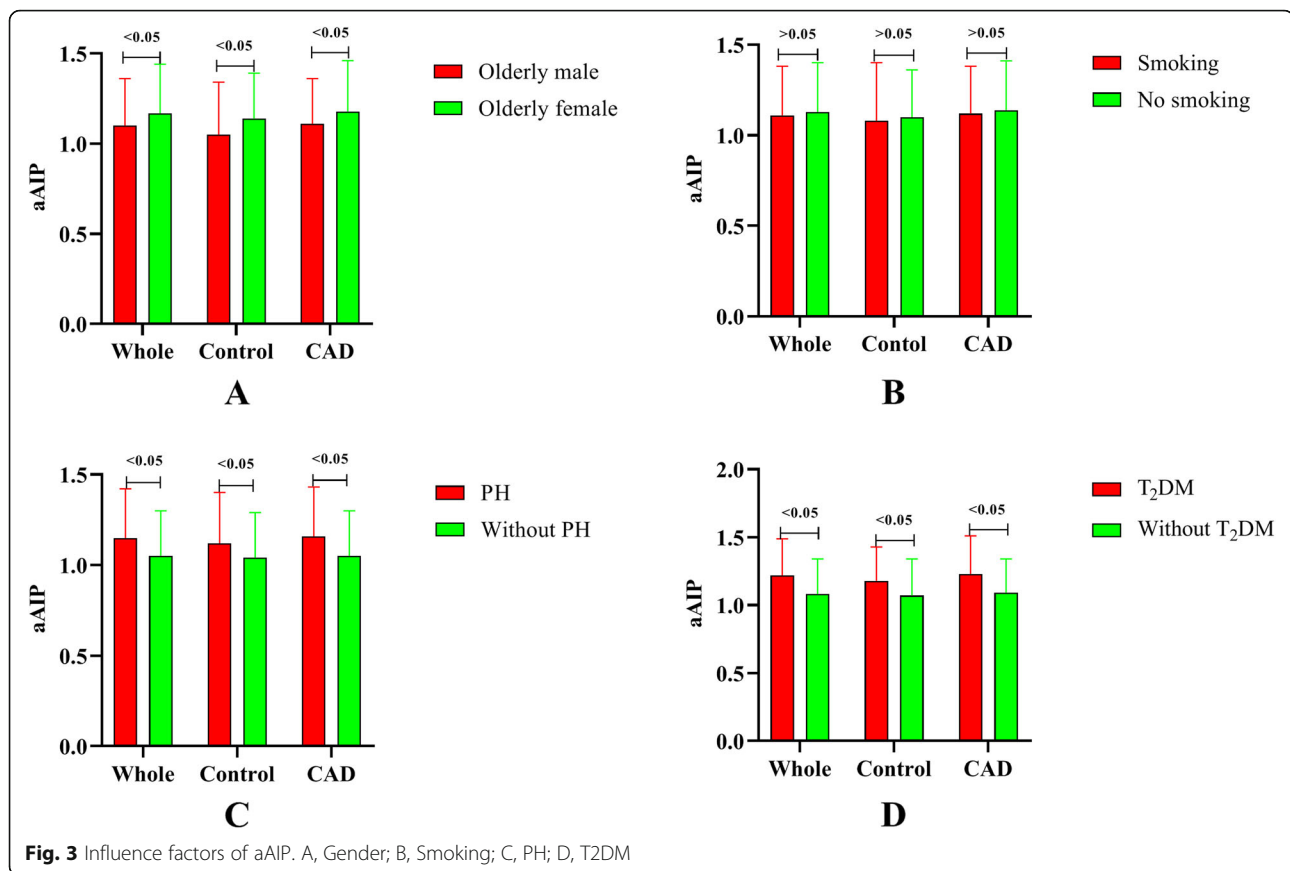 <0.05 <0.05 <0.05
1.5
1.0
0.5
0.0
aAIP
Whole Control CAD
Olderly male
Olderly female
A
>0.05 >0.05 >0.05
1.5
1.0
0.5
0.0
aAIP
Whole Contol CAD
Smoking
No smoking
B
<0.05 <0.05 <0.05
1.5
1.0
0.5
0.0
aAIP
Whole Control CAD
PH
Without PH
C
<0.05 <0.05 <0.05
2.0
1.5
1.0
0.5
0.0
aAIP
Whole Control CAD
T₂DM
Without T₂DM
D
Fig. 3 Influence factors of aAIP. A, Gender; B, Smoking; C, PH; D, T2DM